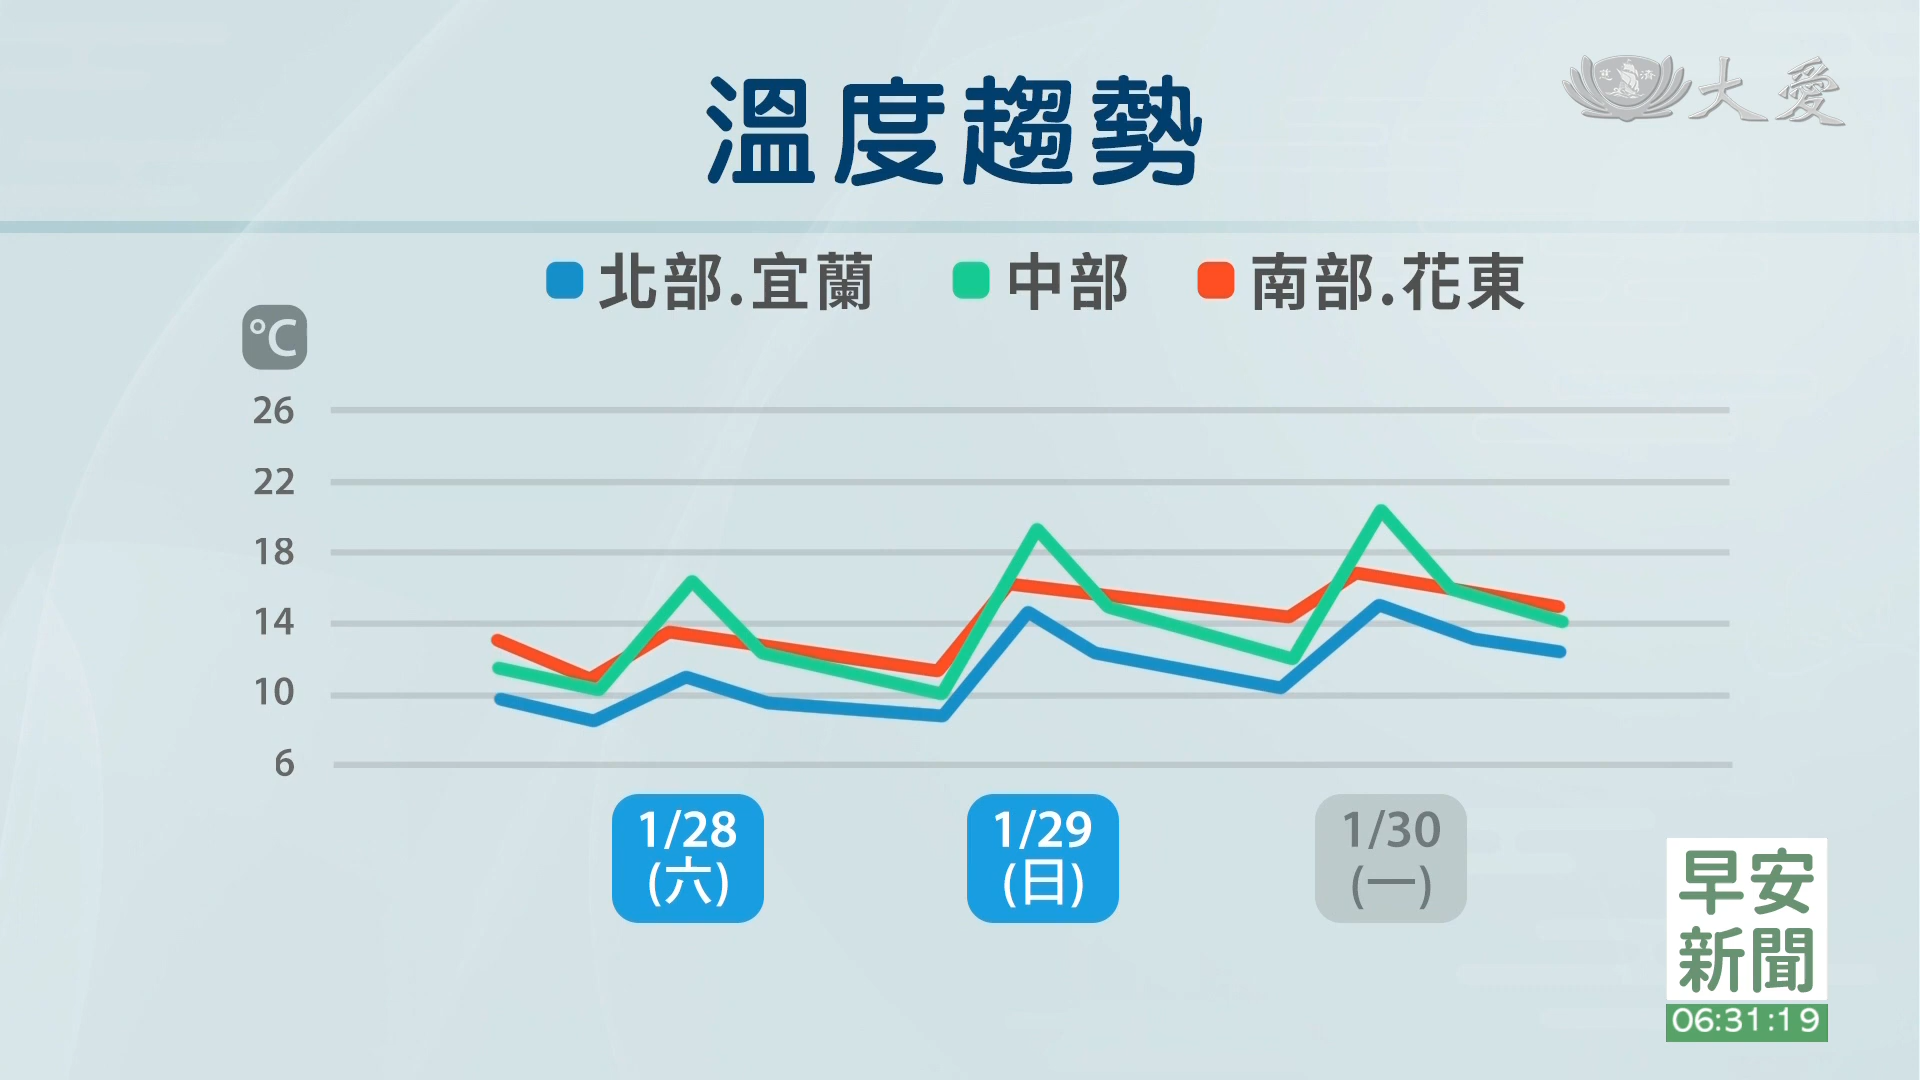 溫度趨勢
大愛
慈濟
北部.宜蘭
中部
南部.花東
°C
26
22
18
14
10
6
1/28
(六)
1/29
(日)
1/30
(一)
早安
新聞
06:31:19